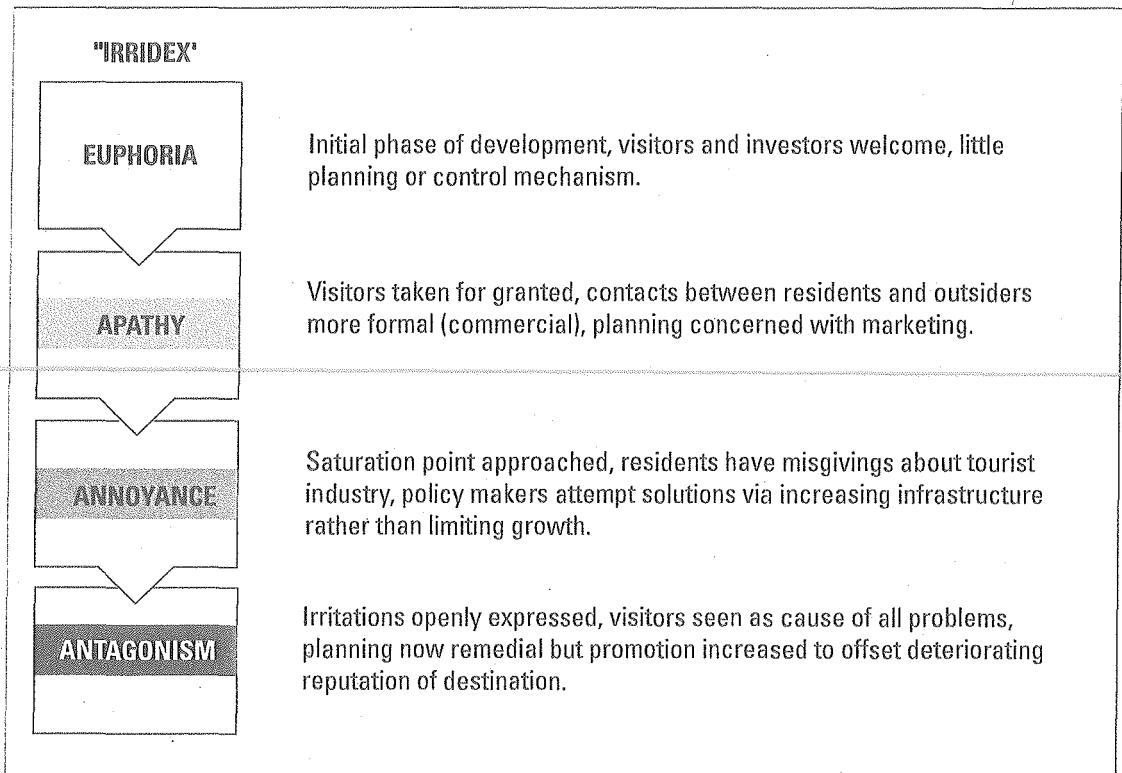 "IRRIDEX'
EUPHORIA
Initial phase of development, visitors and investors welcome, little
planning or control mechanism.
APATHY
Visitors taken for granted, contacts between residents and outsiders
more formal (commercial), planning concerned with marketing.
ANNOYANCE
Saturation point approached, residents have misgivings about tourist
industry, policy makers attempt solutions via increasing infrastructure
rather than limiting growth.
ANTAGONISM
Irritations openly expressed, visitors seen as cause of all problems,
planning now remedial but promotion increased to offset deteriorating
reputation of destination.